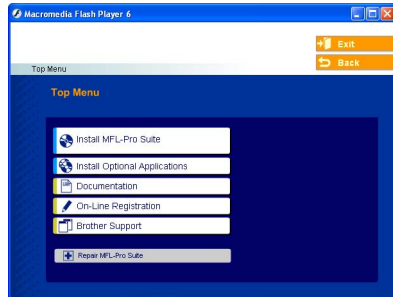 Macromedia Flash Player 6
Exit
Back
Top Menu
Top Menu
Install MFL-Pro Suite
Install Optional Applications
Documentation
On-Line Registration
Brother Support
Repair MFL-Pro Suite